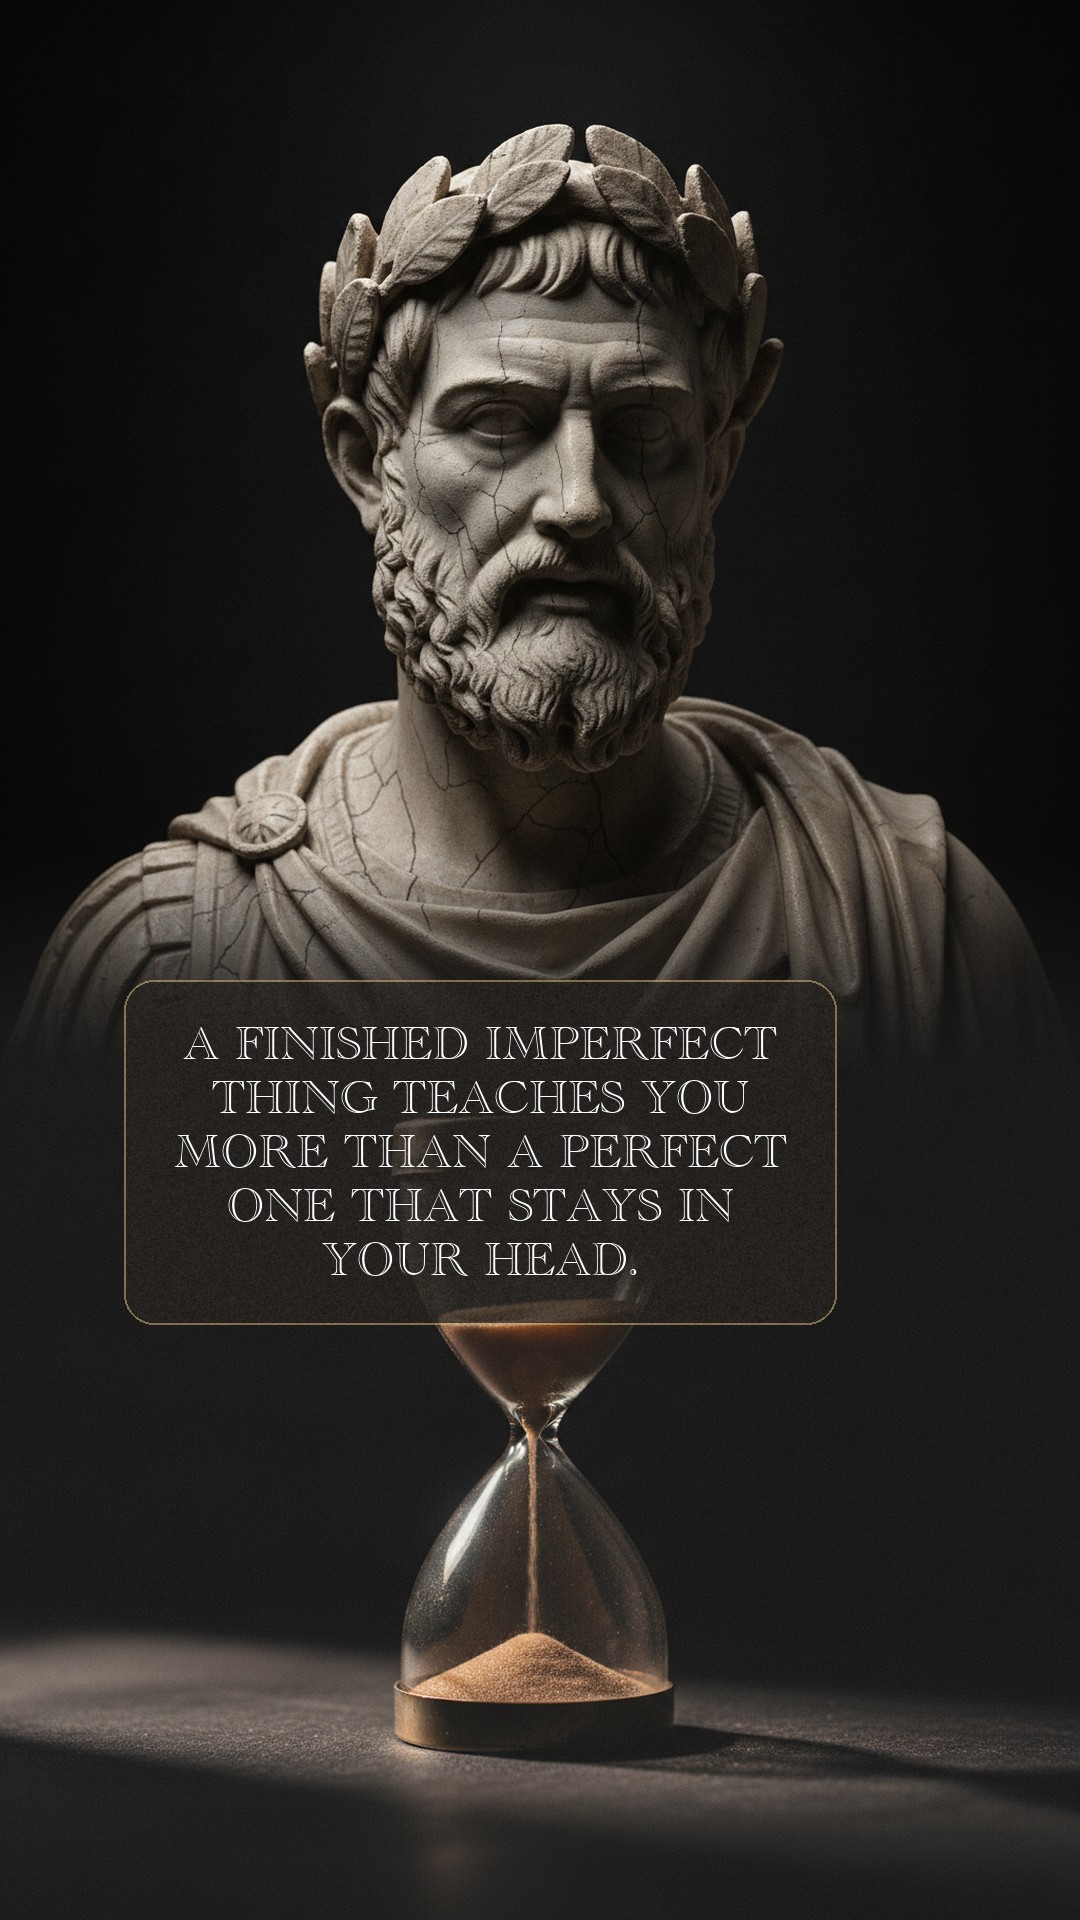 A FINISHED IMPERFECT
THING TEACHES YOU
MORE THAN A PERFECT
ONE THAT STAYS IN
YOUR HEAD.